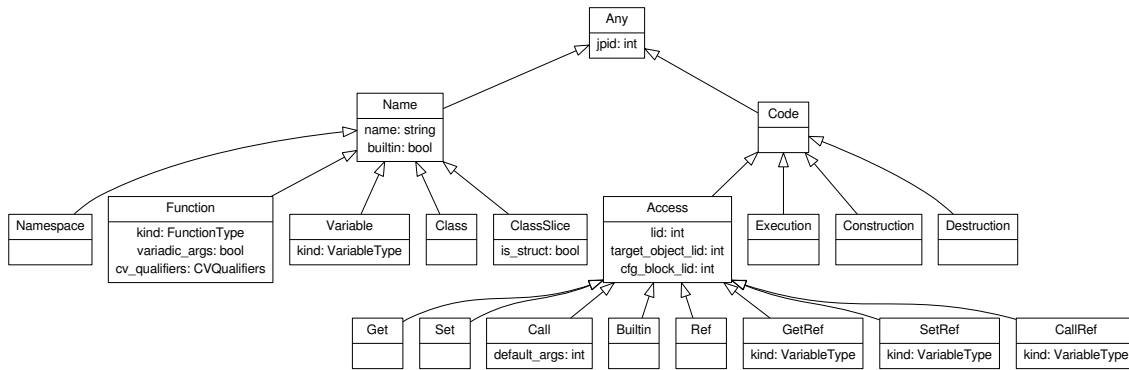 Any
jpid: int
Name
name: string
builtin: bool
Code
Namespace
Function
kind: FunctionType
variadic_args: bool
cv_qualifiers: CVQualifiers
Variable
kind: VariableType
Class
ClassSlice
is_struct: bool
Access
lid: int
target_object_lid: int
cfg_block_lid: int
Execution
Construction
Destruction
Get
Set
Call
default_args: int
Builtin
Ref
GetRef
kind: VariableType
SetRef
kind: VariableType
CallRef
kind: VariableType